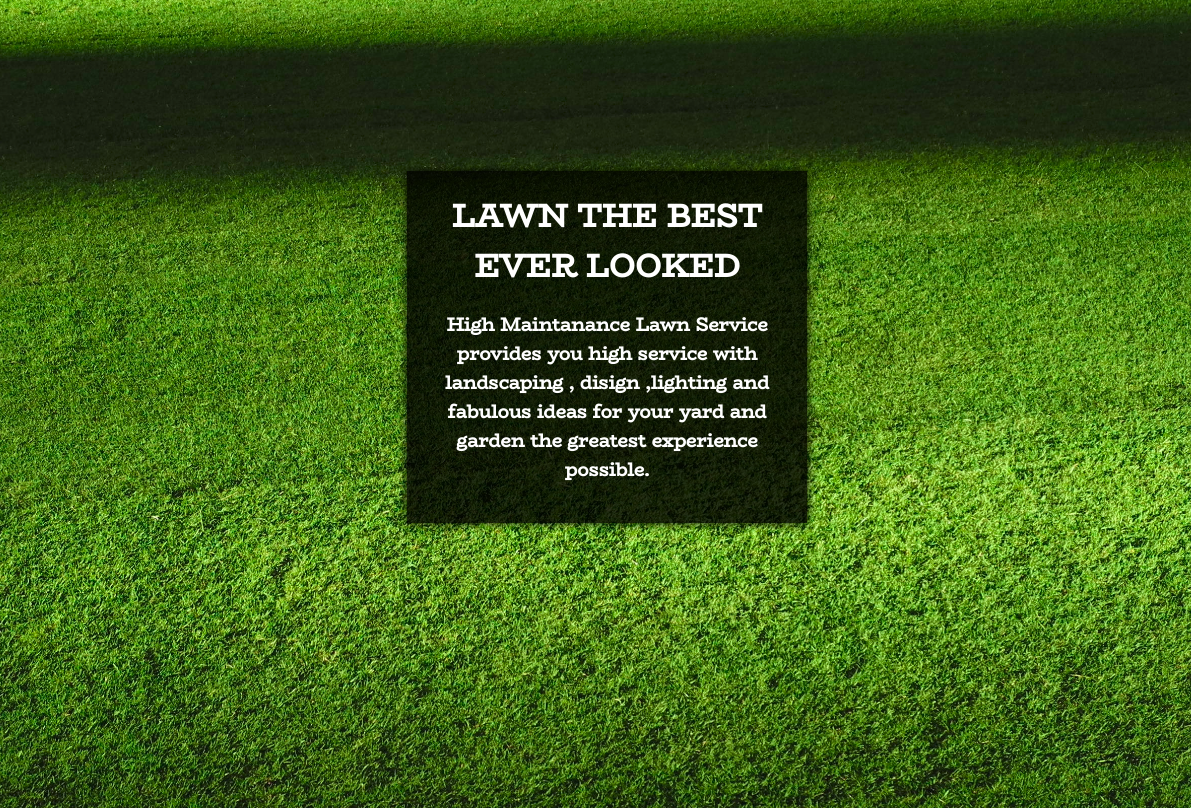 LAWN THE BEST
EVER LOOKED
High Maintanance Lawn Service
provides you high service with
landscaping , disign ,lighting and
fabulous ideas for your yard and
garden the greatest experience
possible.